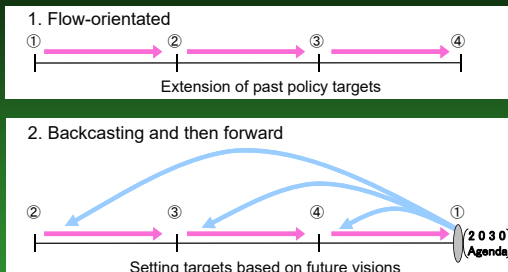 1. Flow-orientated
① ② ③ ④
Extension of past policy targets
2. Backcasting and then forward
② ③ ④ ①
(2030
Agenda)
Setting targets based on future visions